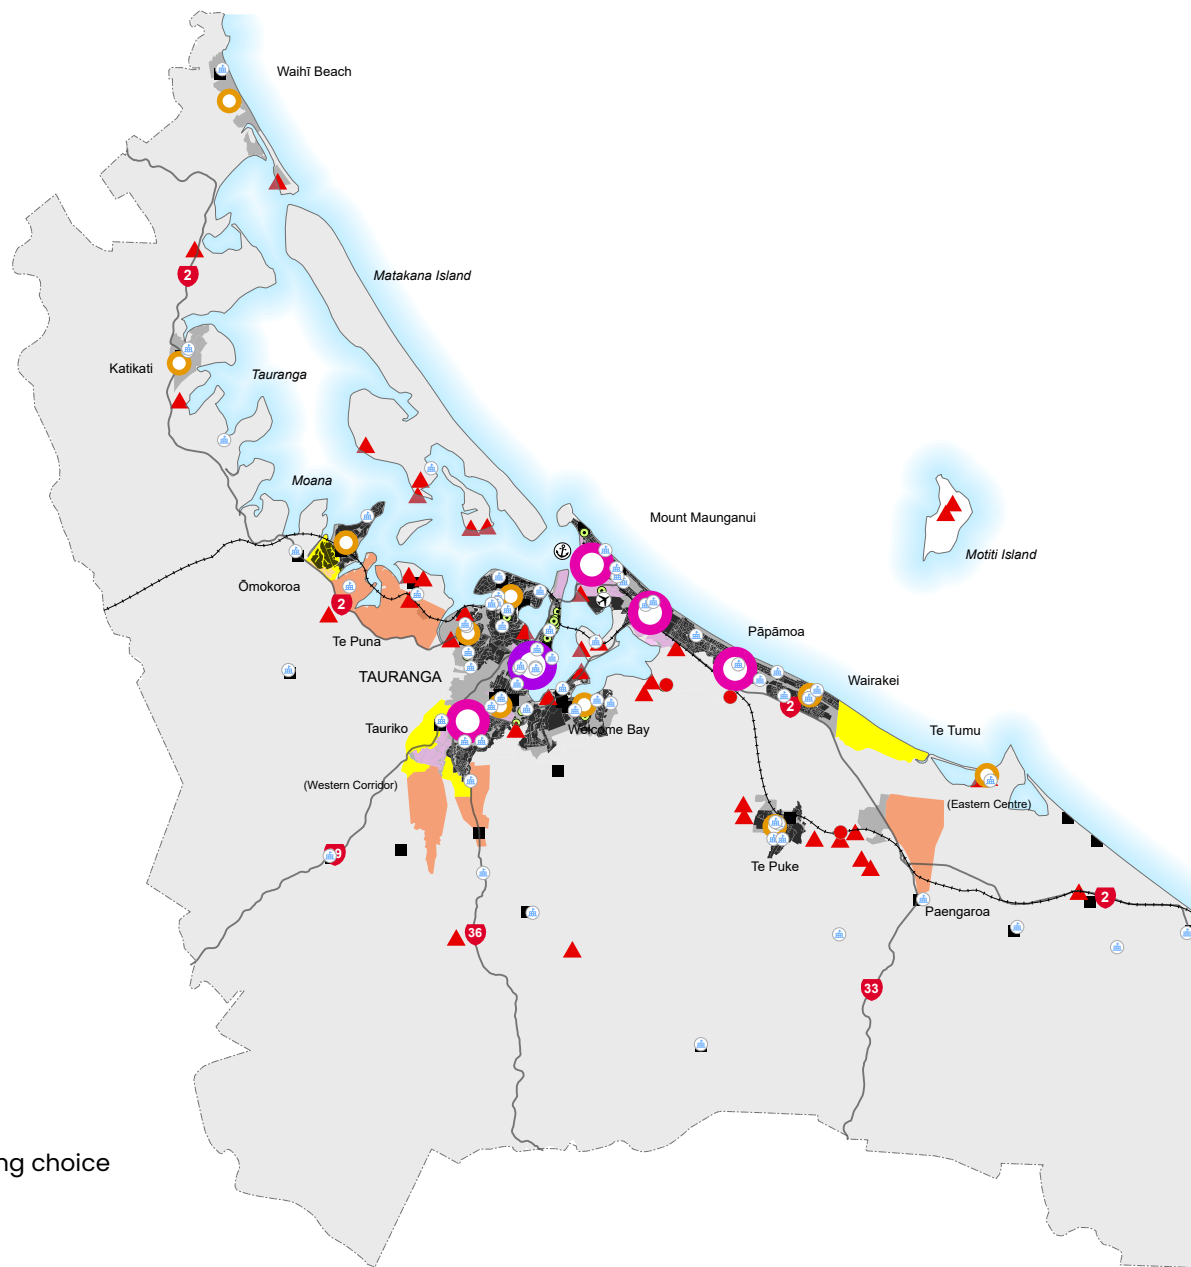 Waihī Beach
Matakana Island
2
Katikati
Tauranga
Moana
Mount Maunganui
Motiti Island
Ōmokoroa
2
Te Puna
Pāpāmoa
TAURANGA
Wairakei
2
Tauriko
Welcome Bay
Te Tumu
(Western Corridor)
(Eastern Centre)
Te Puke
2
Paengaroa
36
33
ng choice